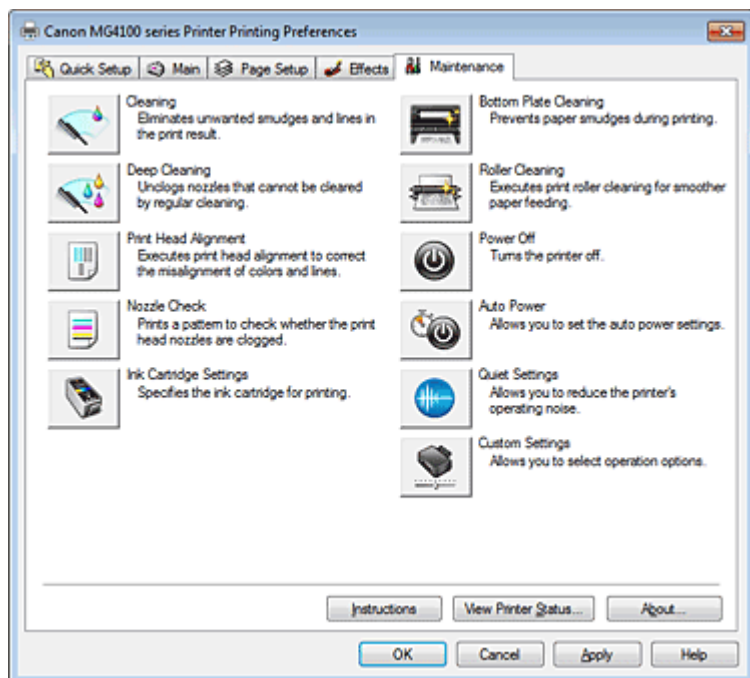 Canon MG4100 series Printer Printing Preferences
Quick Setup
Main
Page Setup
Effects
Maintenance
Cleaning
Eliminates unwanted smudges and lines in
the print result.
Deep Cleaning
Unclogs nozzles that cannot be cleared
by regular cleaning.
Print Head Alignment
Executes print head alignment to correct
the misalignment of colors and lines.
Nozzle Check
Prints a pattern to check whether the print
head nozzles are clogged.
Ink Cartridge Settings
Specifies the ink cartridge for printing.
Bottom Plate Cleaning
Prevents paper smudges during printing.
Roller Cleaning
Executes print roller cleaning for smoother
paper feeding.
Power Off
Turns the printer off.
Auto Power
Allows you to set the auto power settings.
Quiet Settings
Allows you to reduce the printer's
operating noise.
Custom Settings
Allows you to select operation options.
Instructions
View Printer Status...
About...
OK
Cancel
Apply
Help